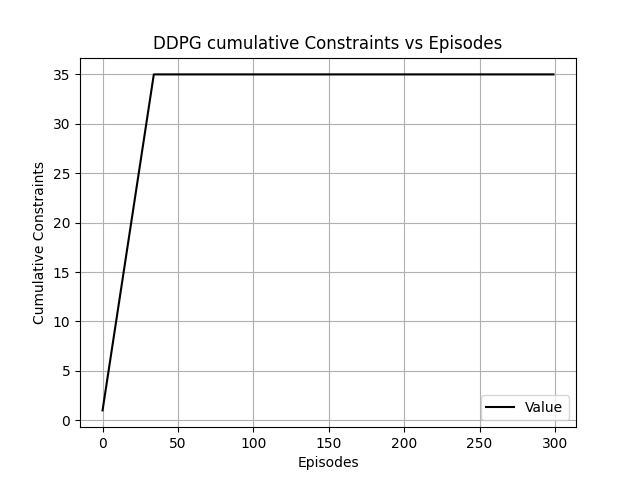 DDPG cumulative Constraints vs Episodes
Cumulative Constraints
35
30
25
20
15
10
5
0
0 50 100 150 200 250 300
Episodes
Value